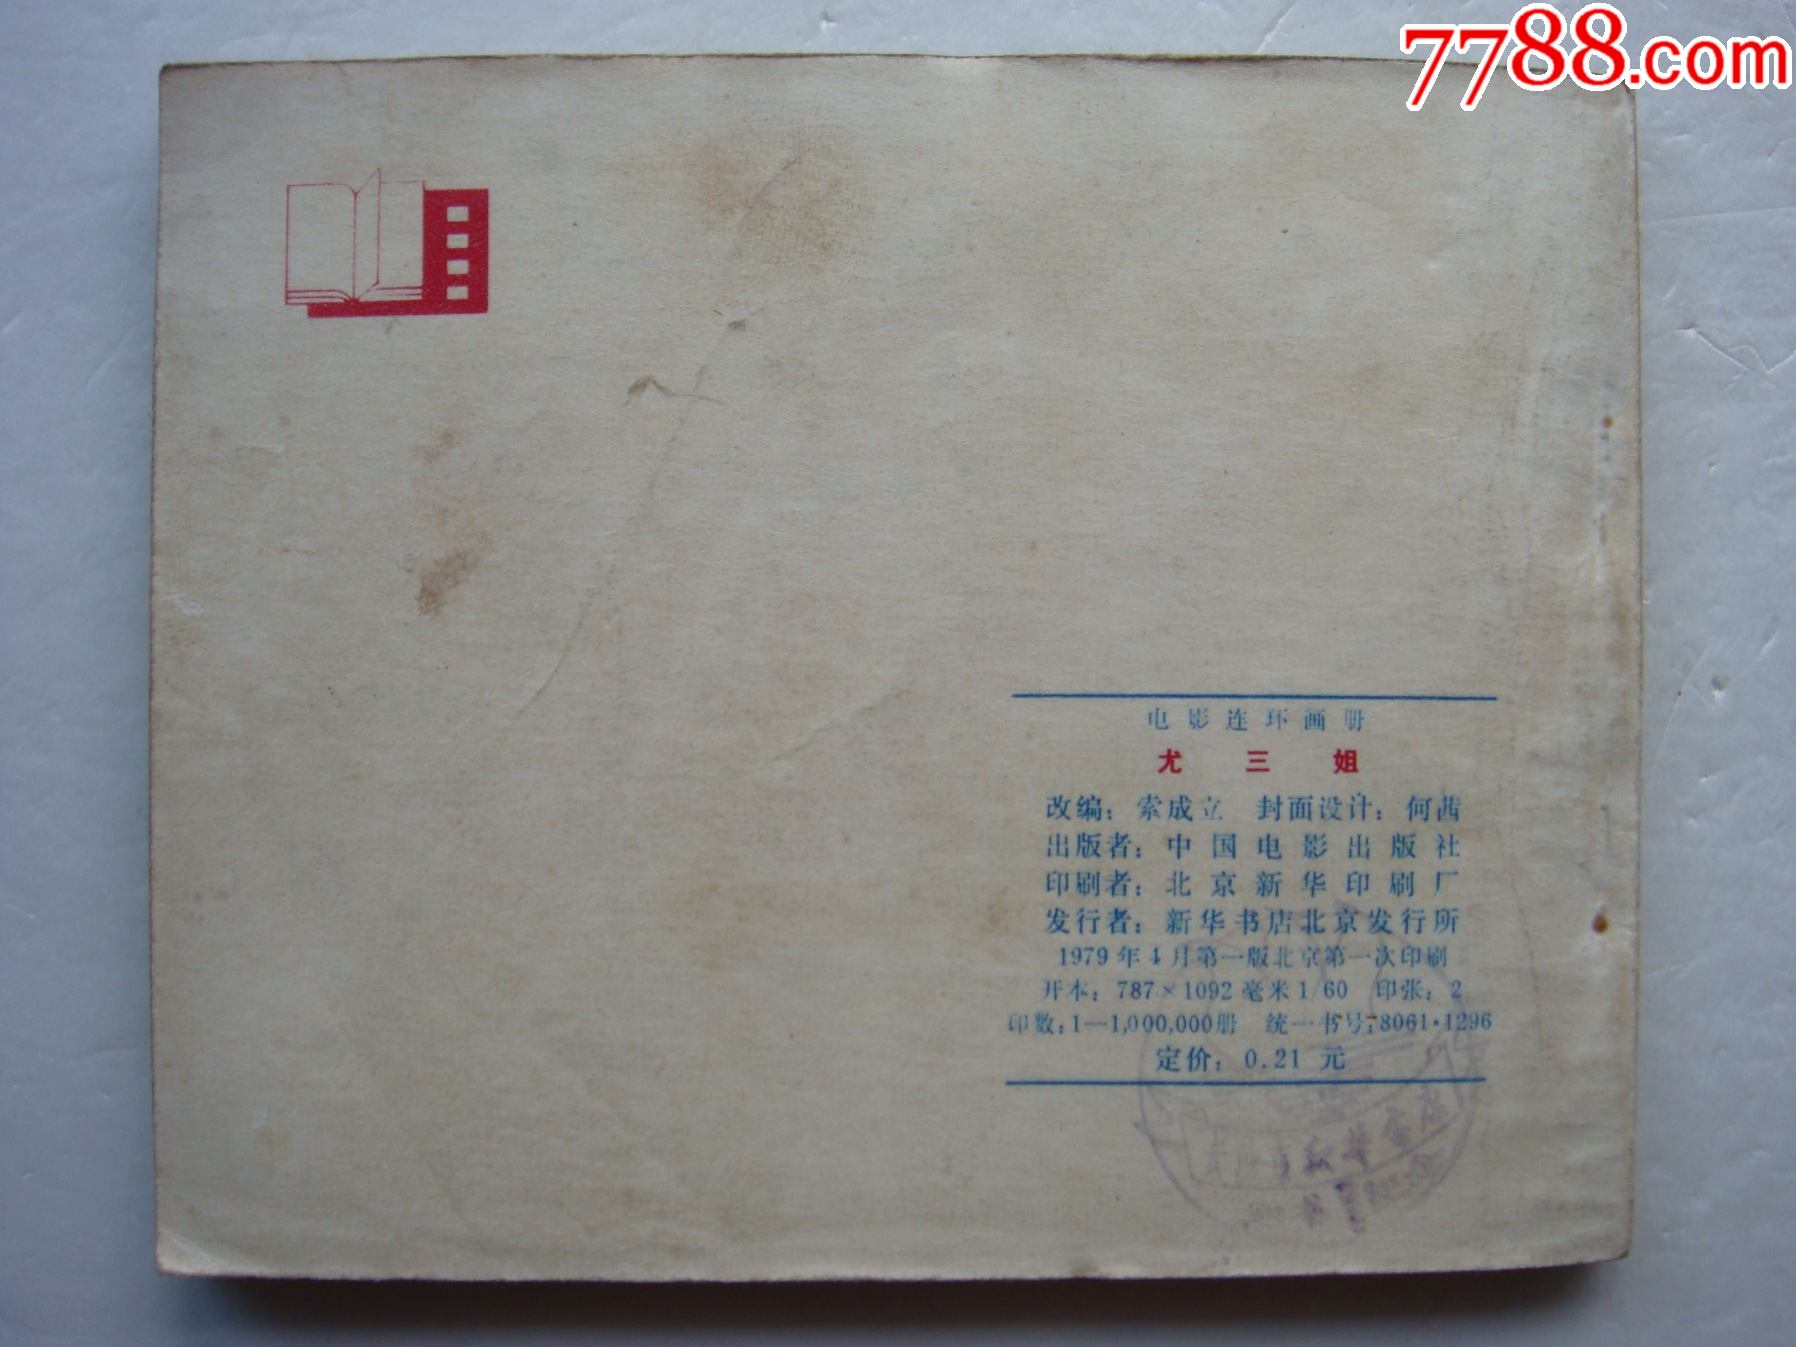 7788.com
电影连环画册
尤三姐
改编：索成立 封面设计：何茜
出版者：中国电影出版社
印刷者：北京新华印刷厂
发行者：新华书店北京发行所
1979年4月第一版北京第一次印刷
开本：787×1092毫米1/60 印张：2
印数：1—1,000,000册 统一书号：8061·1296
定价：0.21元